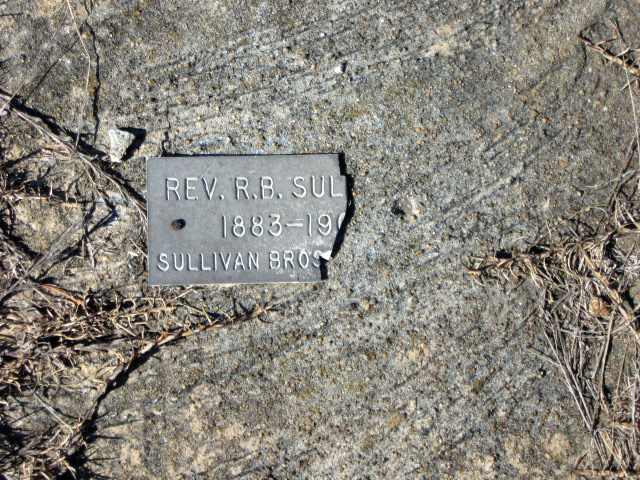 REV. R.B. SUL
1883-19
SULLIVAN BROS